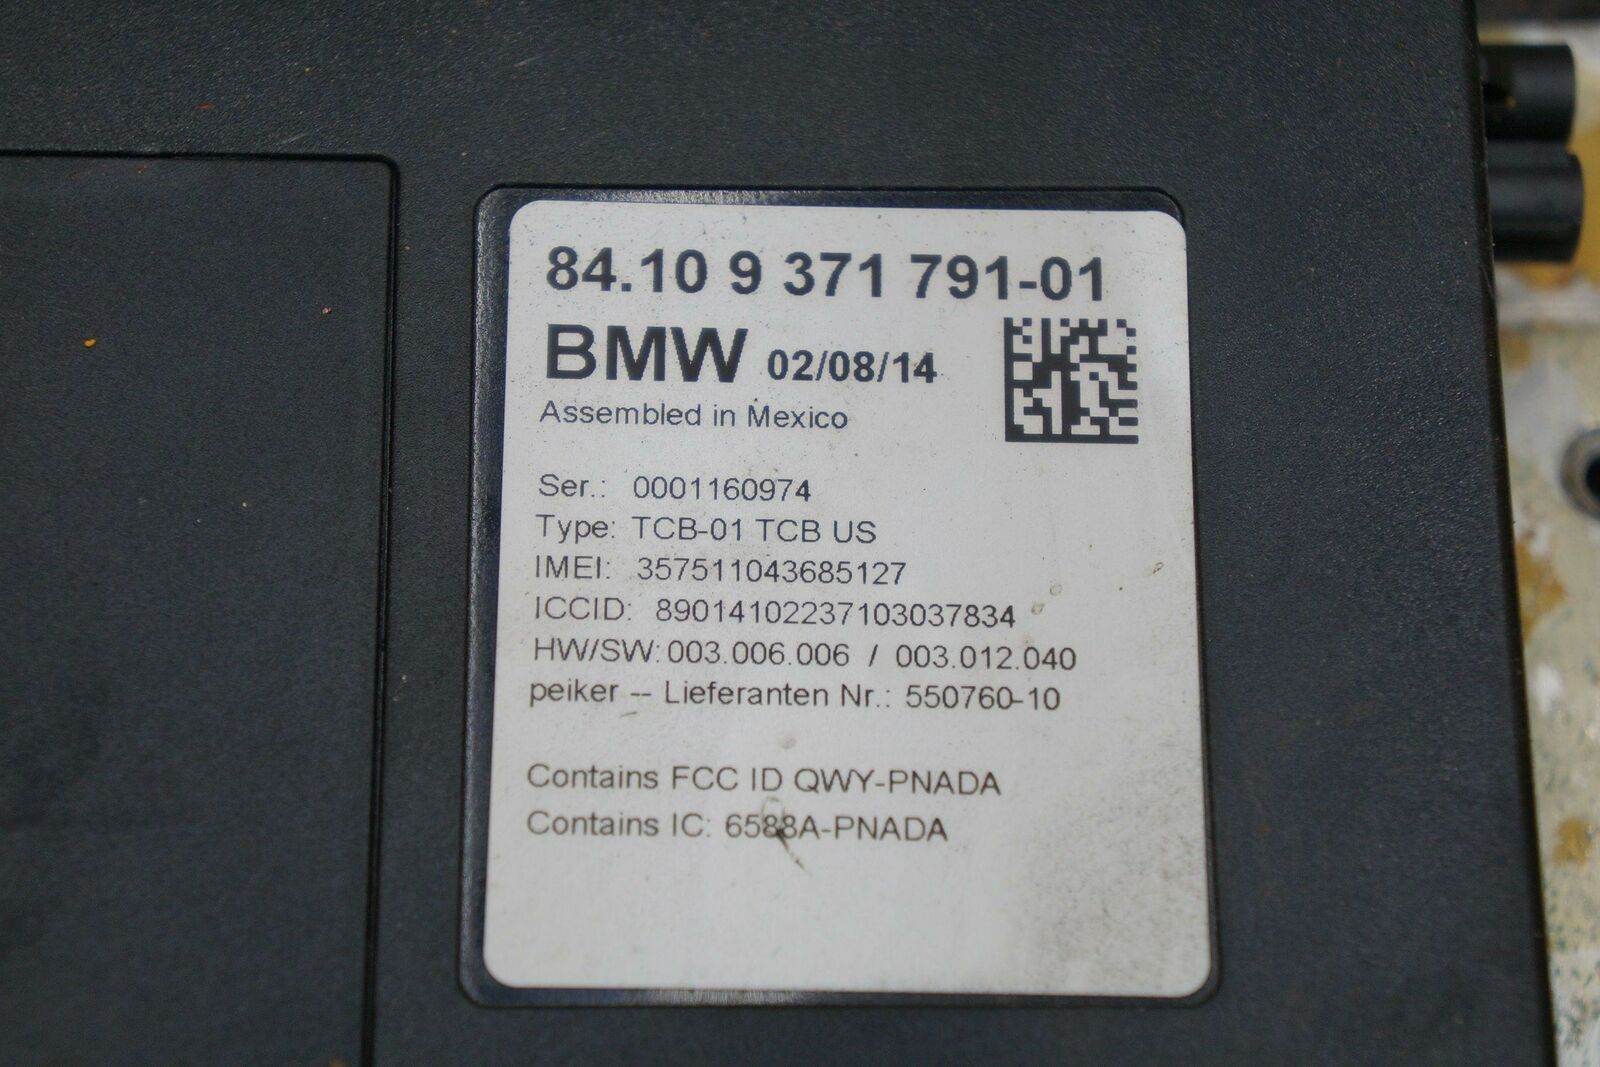 84.10 9 371 791-01
BMW 02/08/14
Assembled in Mexico
Ser.: 0001160974
Type: TCB-01 TCB US
IMEI: 357511043685127
ICCID: 89014102237103037834
HW/SW: 003.006.006 / 003.012.040
peiker -- Lieferanten Nr.: 550760-10
Contains FCC ID QWY-PNADA
Contains IC: 6588A-PNADA